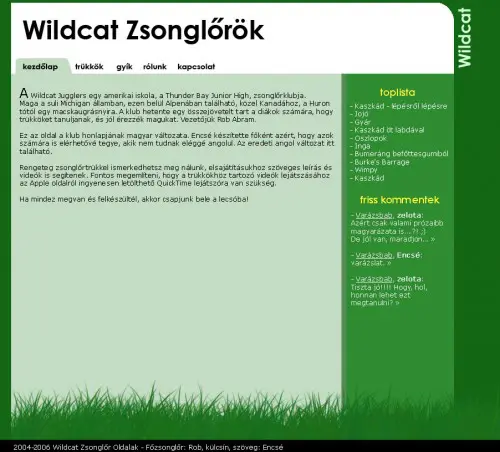 Wildcat Zsonglőrök
Wildcat
kezdőlap trükkök gyík rólunk kapcsolat
A Wildcat Jugglers egy amerikai iskola, a Thunder Bay Junior High, zsonglőrklubja.
Maga a suli Michigan államban, ezen belül Alpenában található, közel Kanadához, a Huron
tótól egy macskaugrásnyira. A klub hetente egy összejövetelt tart a diákok számára, hogy
trükköket tanuljanak, és jól érezzék magukat. Vezetőjük Rob Abram.
Ez az oldal a klub honlapjának magyar változata. Encsé készítette főként azért, hogy azok
számára is elérhetővé tegye, akik nem tudnak eléggé angolul. Az eredeti angol változat itt
található.
Rengeteg zsonglőrtrükkel ismerkedhetsz meg nálunk, elsajátításukhoz szöveges leírás és
videók is segítenek. Fontos megemlíteni, hogy a trükkökhöz tartozó videók lejátszásához
az Apple oldalról ingyenesen letölthető QuickTime lejátszóra van szükség.
Ha mindez megvan és felkészültél, akkor csapjunk bele a lecsóba!
toplista
- Kaszkád - lépésről lépésre
- Jojó
- Gyár
- Kaszkád öt labdával
- Oszlopok
- Inga
- Bumeráng befőttesgumiból
- Burke's Barrage
- Wimpy
- Kaszkád
friss kommentek
- Varázsbab, zelota:
Azért csak valami prózaibb
magyarázata is...?! ;)
De jól van, maradjon.. »
- Varázsbab, Encsé:
varázslat. »
- Varázsbab, zelota:
Tiszta jó!!!! Hogy, hol,
honnan lehet ezt
megtanulni? »
2004-2006 Wildcat Zsonglőr Oldalak - Főzsonglőr: Rob, külcsín, szöveg: Encsé